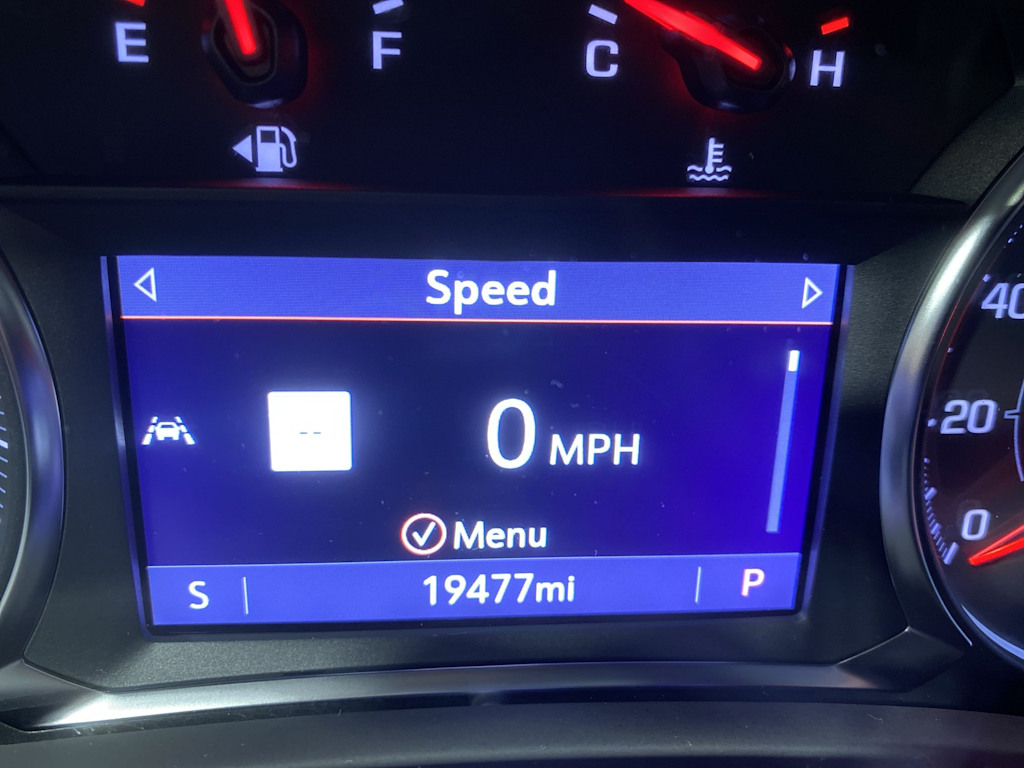 E F C H
Speed
40
20
--
0 MPH
0
Menu
S 19477mi P